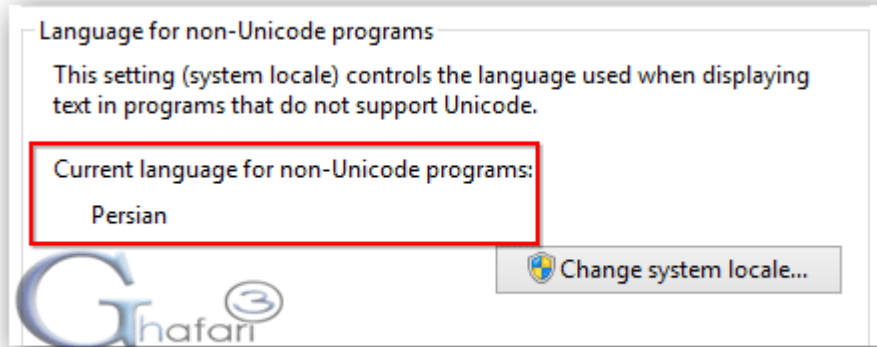 Language for non-Unicode programs
This setting (system locale) controls the language used when displaying
text in programs that do not support Unicode.
Current language for non-Unicode programs:
Persian
Change system locale...
Ghafari
3